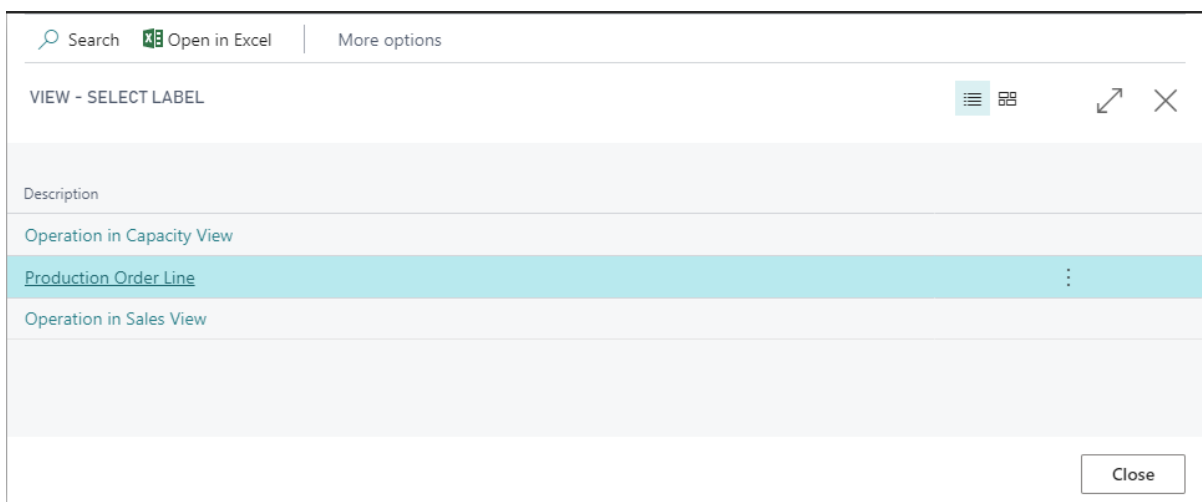 Search Open in Excel More options
VIEW - SELECT LABEL
Description
Operation in Capacity View
Production Order Line
Operation in Sales View
Close